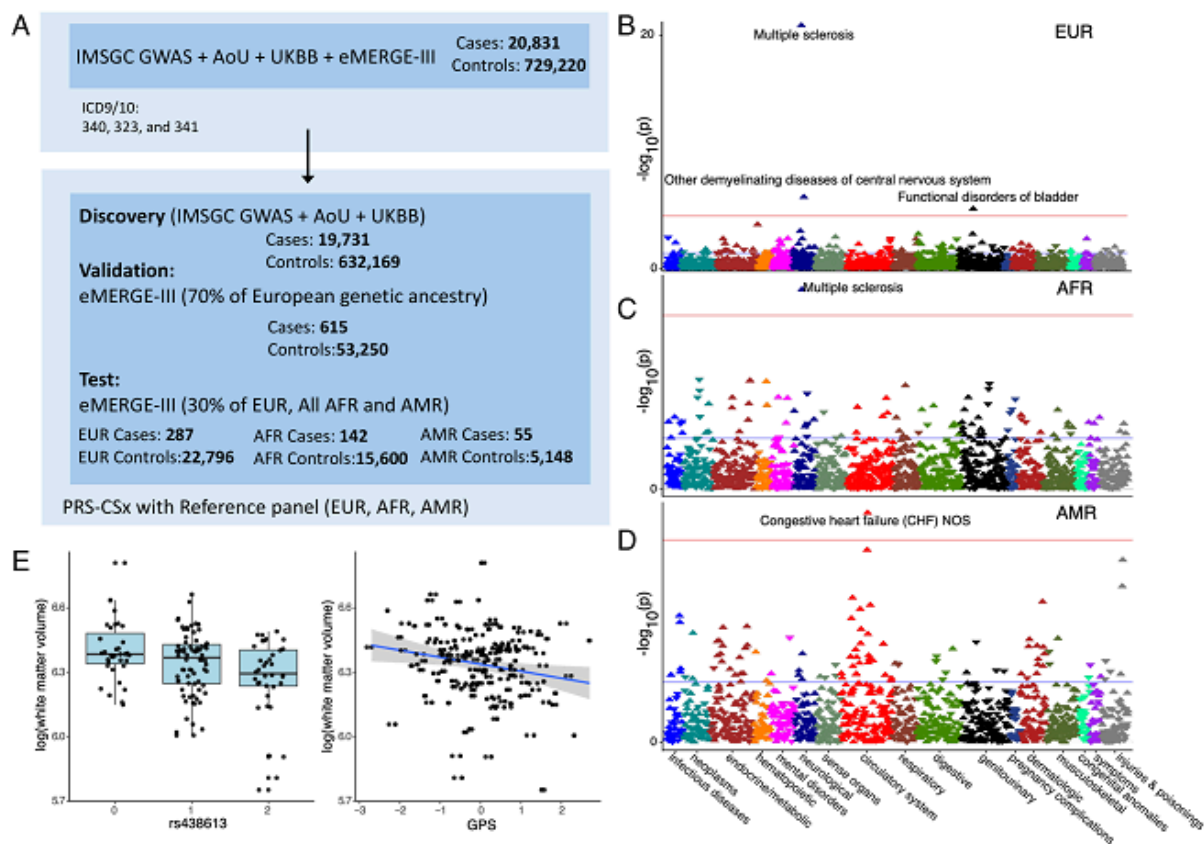 A
IMSGC GWAS + AoU + UKBB + eMERGE-III
Cases: 20,831
Controls: 729,220
ICD9/10:
340, 323, and 341
Discovery (IMSGC GWAS + AoU + UKBB)
Cases: 19,731
Controls: 632,169
Validation:
eMERGE-III (70% of European genetic ancestry)
Cases: 615
Controls:53,250
Test:
eMERGE-III (30% of EUR, All AFR and AMR)
EUR Cases: 287
EUR Controls:22,796
AFR Cases: 142
AFR Controls:15,600
AMR Cases: 55
AMR Controls:5,148
PRS-CSx with Reference panel (EUR, AFR, AMR)
B
EUR
20
-log10(p)
0
Multiple sclerosis
Other demyelinating diseases of central nervous system
Functional disorders of bladder
C
AFR
-log10(p)
0
Multiple sclerosis
D
AMR
-log10(p)
0
Congestive heart failure (CHF) NOS
infectious diseases
neoplasms
endocrine/metabolic
hematopoietic
mental disorders
neurological
sense organs
circulatory system
respiratory
digestive
genitourinary
pregnancy complications
dermatologic
musculoskeletal
congenital anomalies
symptoms
injuries & poisonings
E
log(white matter volume)
6.6
6.3
6.0
5.7
0
1
2
rs438613
log(white matter volume)
6.6
6.3
6.0
5.7
-3
-2
-1
0
1
2
GPS